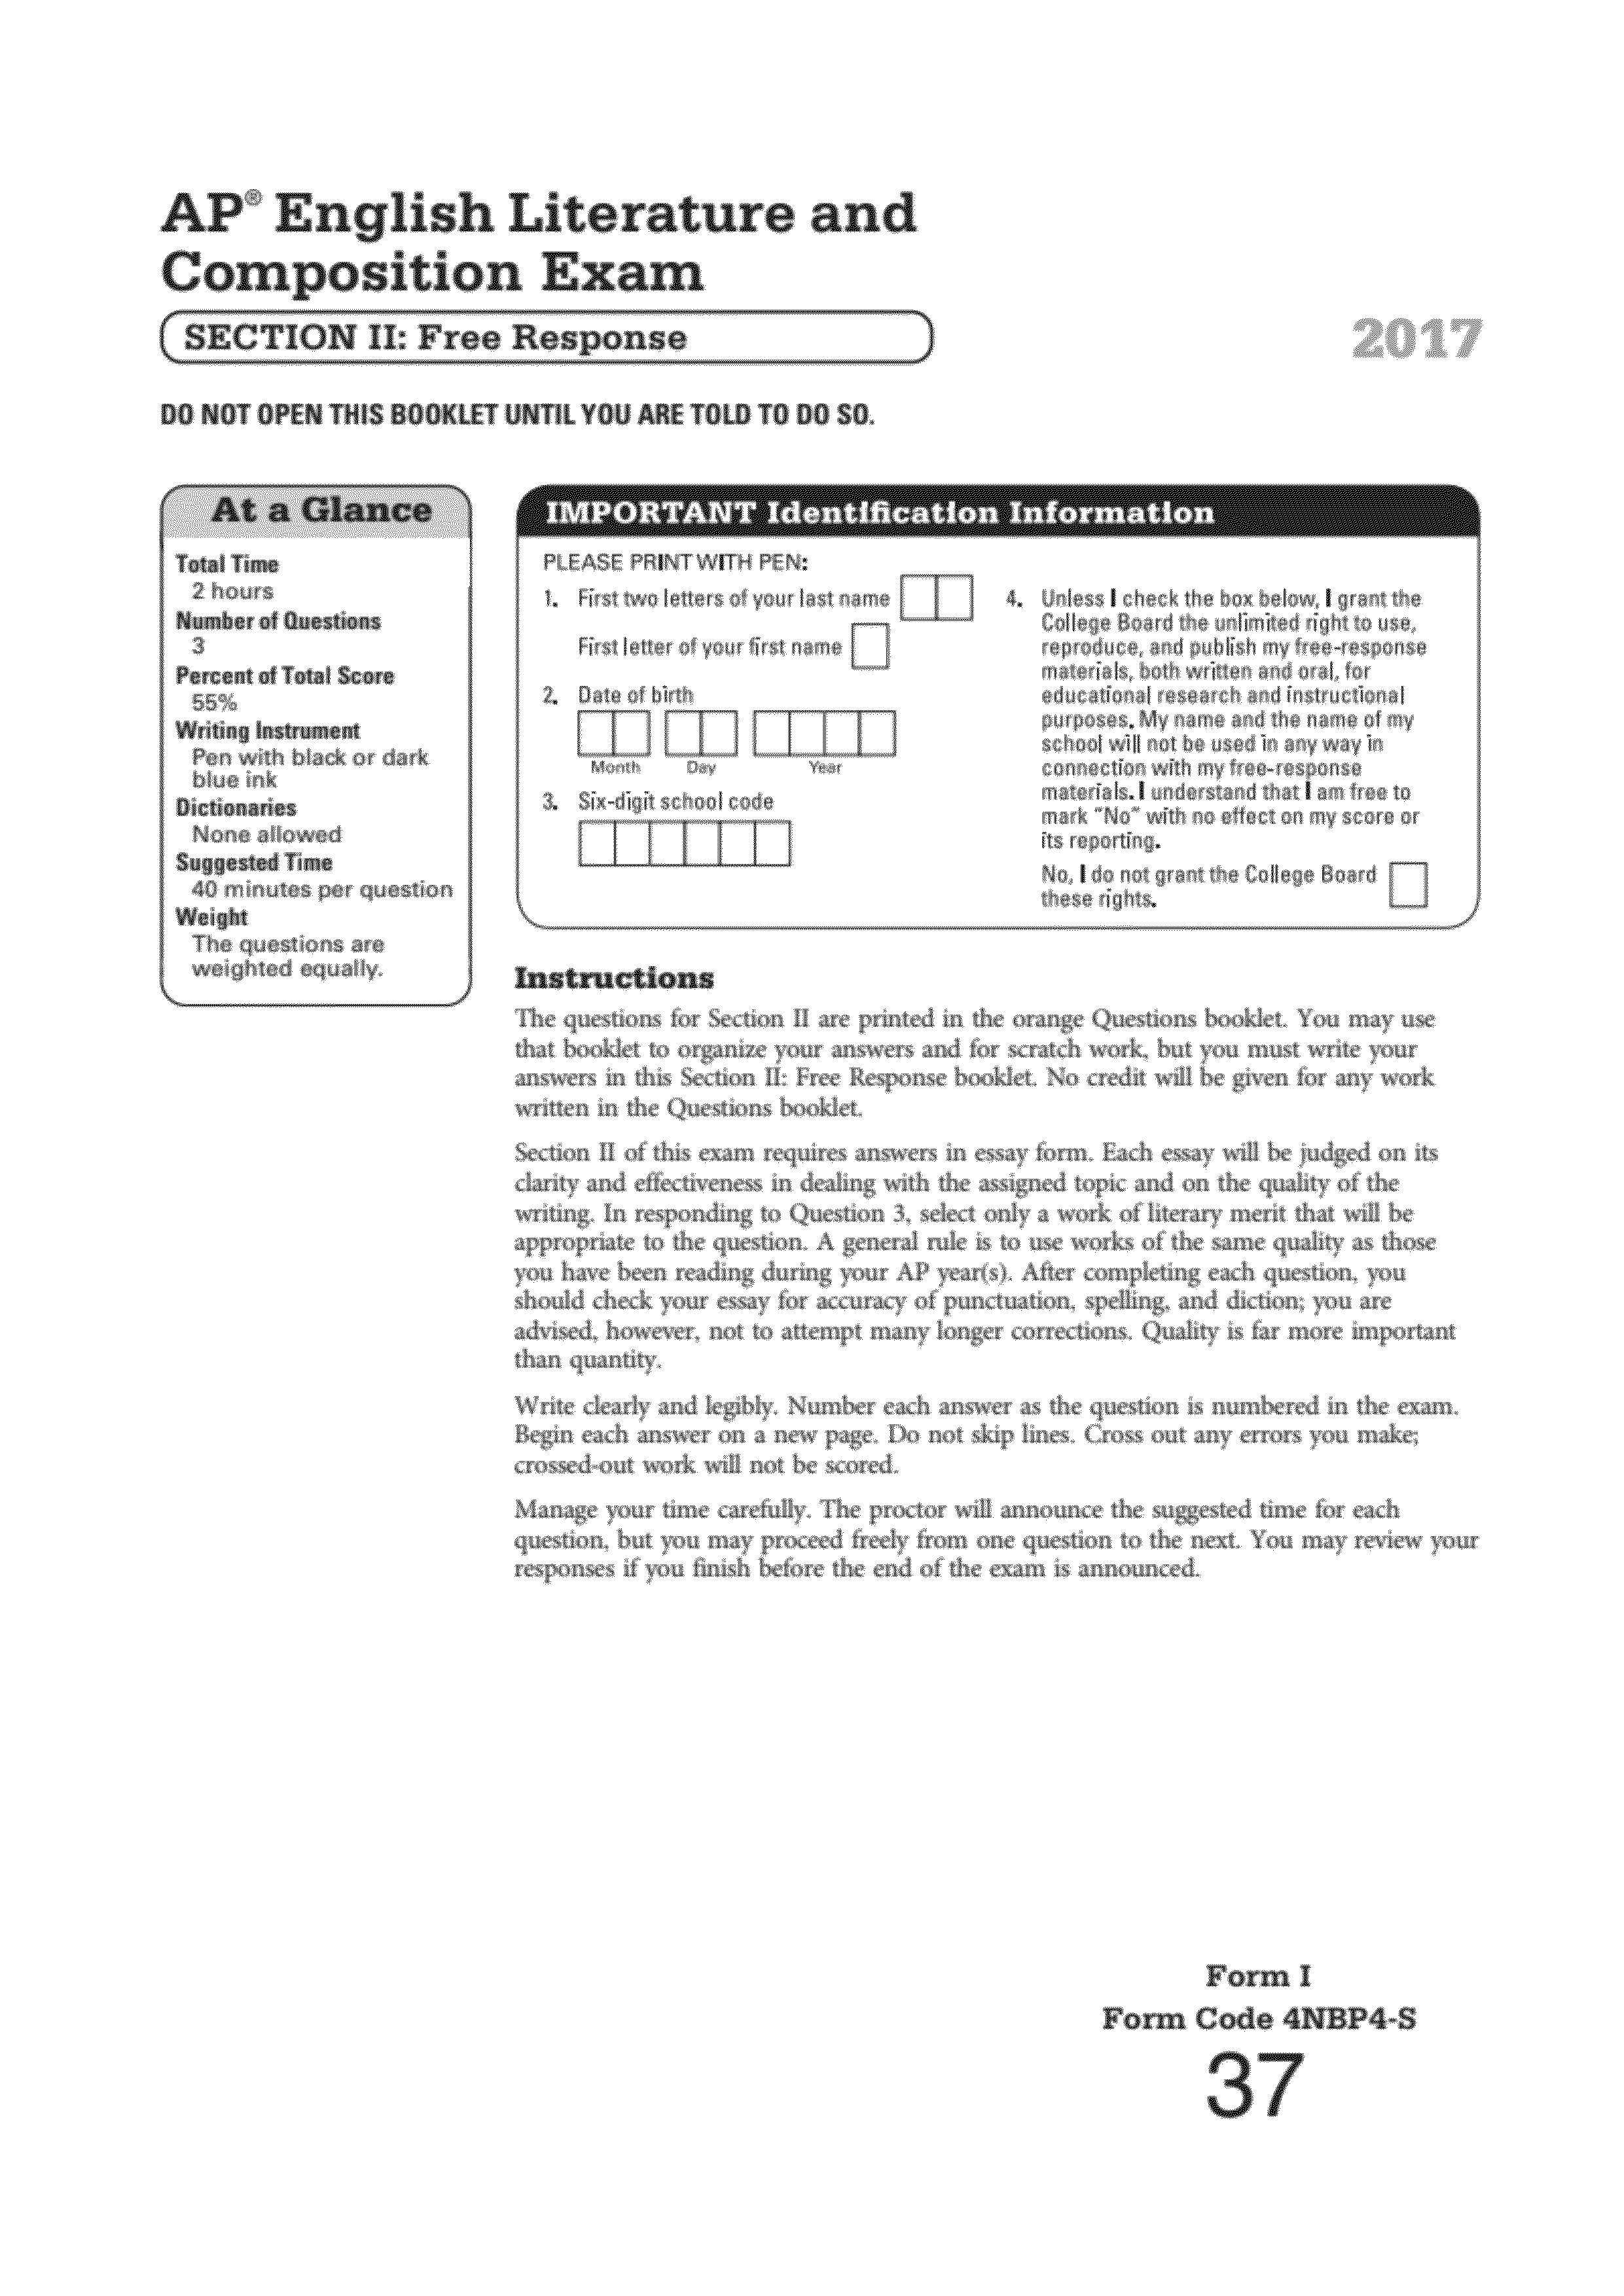 AP® English Literature and
Composition Exam
SECTION II: Free Response
2017
DO NOT OPEN THIS BOOKLET UNTIL YOU ARE TOLD TO DO SO.
At a Glance
Total Time
2 hours
Number of Questions
3
Percent of Total Score
55%
Writing Instrument
Pen with black or dark
blue ink
Dictionaries
None allowed
Suggested Time
40 minutes per question
Weight
The questions are
weighted equally.
IMPORTANT Identification Information
PLEASE PRINT WITH PEN:
1. First two letters of your last name
First letter of your first name
2. Date of birth
Month Day Year
3. Six-digit school code
4. Unless I check the box below, I grant the
College Board the unlimited right to use,
reproduce, and publish my free-response
materials, both written and oral, for
educational research and instructional
purposes. My name and the name of my
school will not be used in any way in
connection with my free-response
materials. I understand that I am free to
mark "No" with no effect on my score or
its reporting.
No, I do not grant the College Board
these rights.
Instructions
The questions for Section II are printed in the orange Questions booklet. You may use
that booklet to organize your answers and for scratch work, but you must write your
answers in this Section II: Free Response booklet. No credit will be given for any work
written in the Questions booklet.
Section II of this exam requires answers in essay form. Each essay will be judged on its
clarity and effectiveness in dealing with the assigned topic and on the quality of the
writing. In responding to Question 3, select only a work of literary merit that will be
appropriate to the question. A general rule is to use works of the same quality as those
you have been reading during your AP year(s). After completing each question, you
should check your essay for accuracy of punctuation, spelling, and diction; you are
advised, however, not to attempt many longer corrections. Quality is far more important
than quantity.
Write clearly and legibly. Number each answer as the question is numbered in the exam.
Begin each answer on a new page. Do not skip lines. Cross out any errors you make;
crossed-out work will not be scored.
Manage your time carefully. The proctor will announce the suggested time for each
question, but you may proceed freely from one question to the next. You may review your
responses if you finish before the end of the exam is announced.
Form I
Form Code 4NBP4-S
37